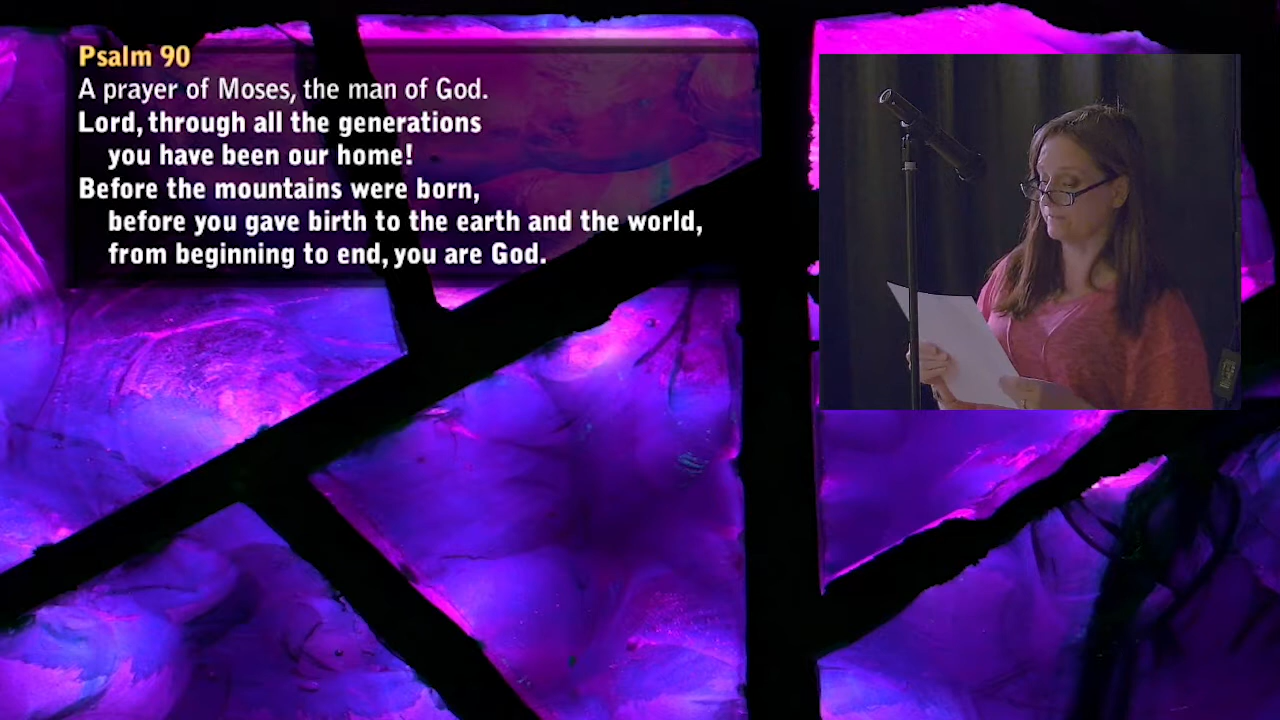 Psalm 90
A prayer of Moses, the man of God.
Lord, through all the generations
you have been our home!
Before the mountains were born,
before you gave birth to the earth and the world,
from beginning to end, you are God.